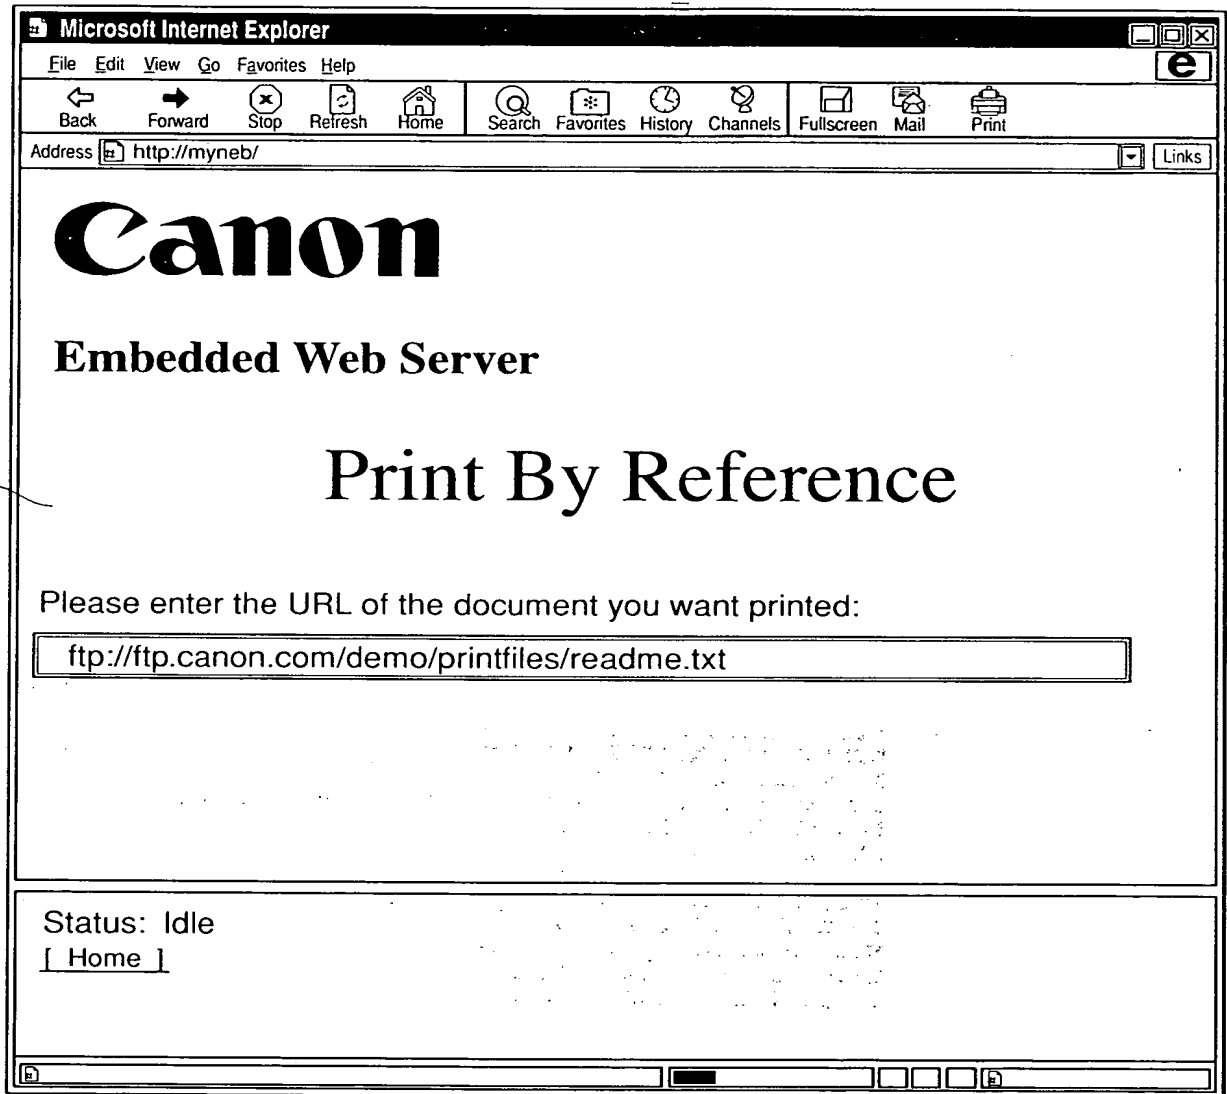 Microsoft Internet Explorer
File Edit View Go Favorites Help
e
Back Forward Stop Refresh Home Search Favorites History Channels Fullscreen Mail Print
Address http://myneb/ Links
Canon
Embedded Web Server
Print By Reference
Please enter the URL of the document you want printed:
ftp://ftp.canon.com/demo/printfiles/readme.txt
Status: Idle
[ Home ]